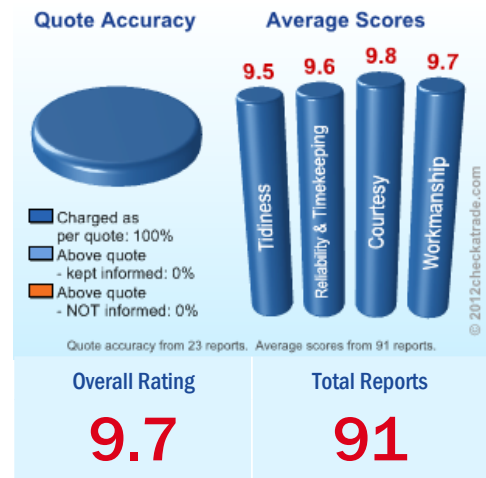 Quote Accuracy
Charged as
per quote: 100%
Above quote
- kept informed: 0%
Above quote
- NOT informed: 0%
Average Scores
9.5
9.6
9.8
9.7
Tidiness
Reliability & Timekeeping
Courtesy
Workmanship
© 2012checkatrade.com
Quote accuracy from 23 reports. Average scores from 91 reports.
Overall Rating
9.7
Total Reports
91